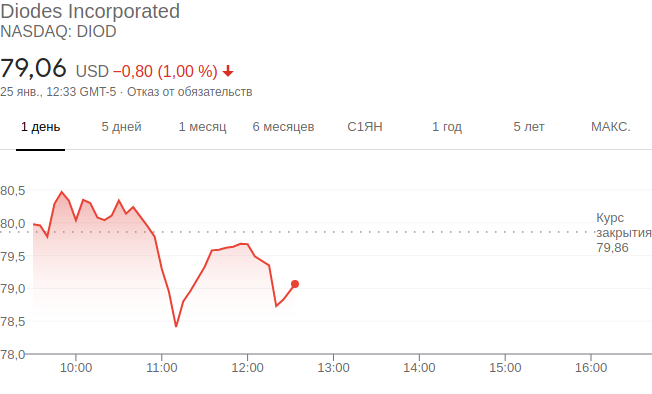 Diodes Incorporated
NASDAQ: DIOD
79,06 USD −0,80 (1,00 %)
25 янв., 12:33 GMT-5 · Отказ от обязательств
1 день 5 дней 1 месяц 6 месяцев С1ЯН 1 год 5 лет МАКС.
80,5
80,0
79,5
79,0
78,5
78,0
Курс
закрытия
79,86
10:00 11:00 12:00 13:00 14:00 15:00 16:00